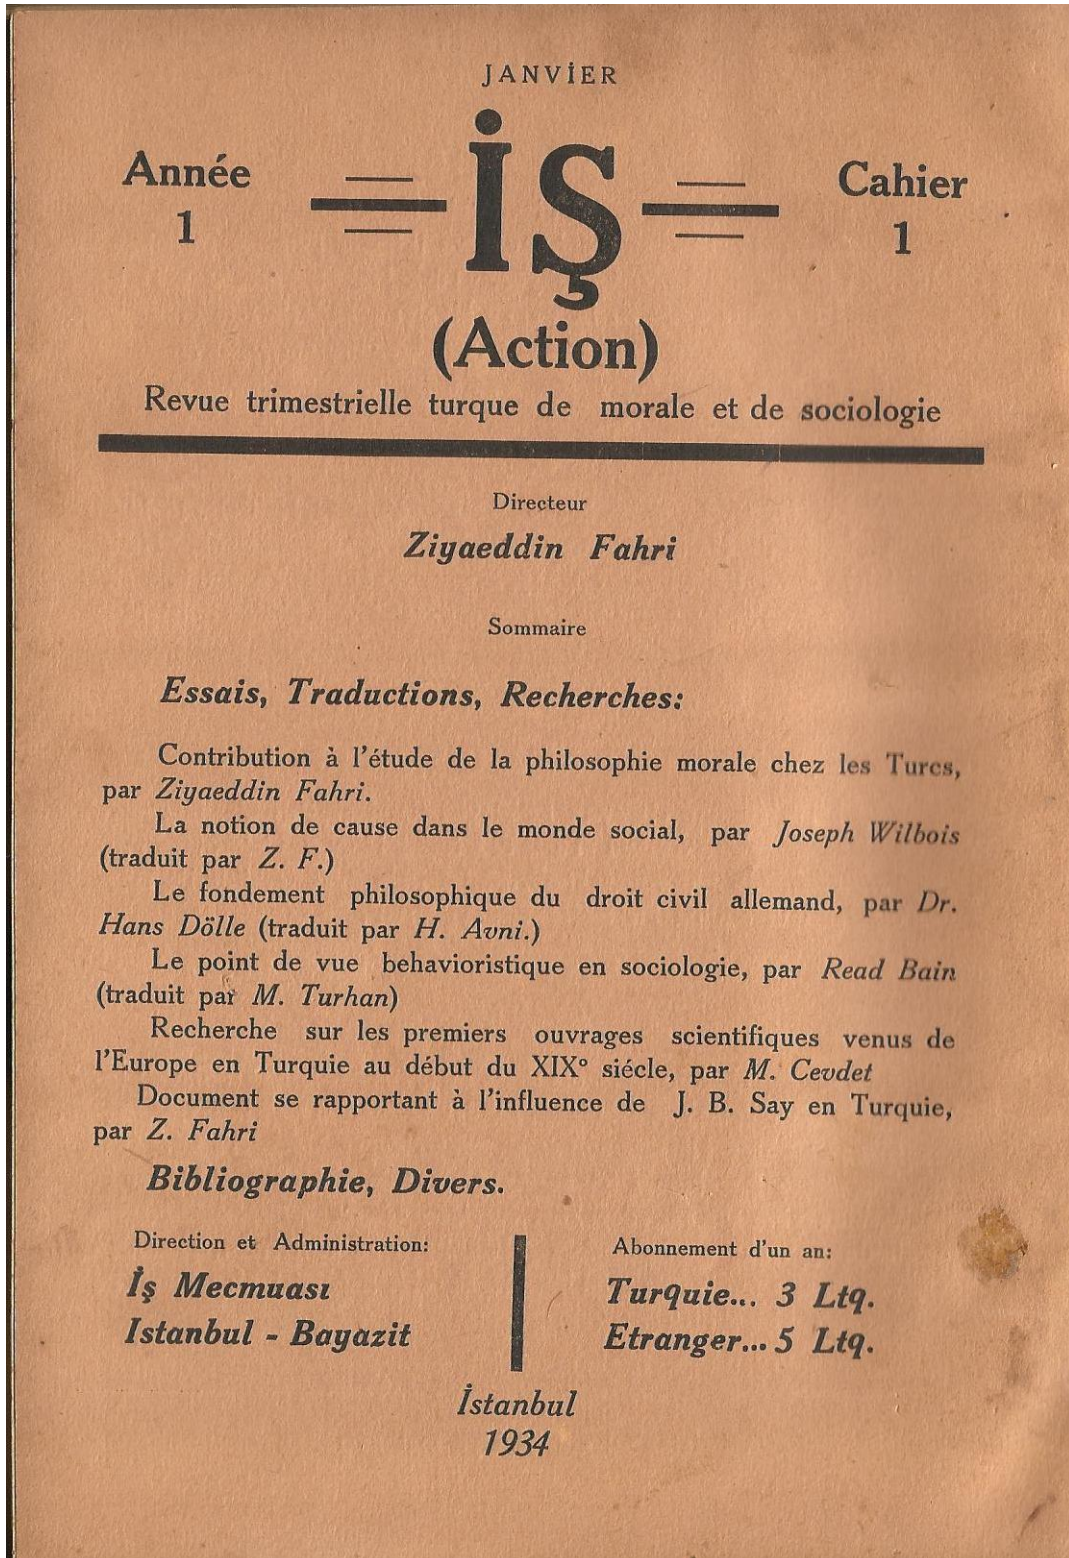 JANVİER
Année
1
İŞ
Cahier
1
(Action)
Revue trimestrielle turque de morale et de sociologie
Directeur
Ziyaeddin Fahri
Sommaire
Essais, Traductions, Recherches:
Contribution à l'étude de la philosophie morale chez les Turcs,
par Ziyaeddin Fahri.
La notion de cause dans le monde social, par Joseph Wilbois
(traduit par Z. F.)
Le fondement philosophique du droit civil allemand, par Dr.
Hans Dölle (traduit par H. Avni.)
Le point de vue behavioristique en sociologie, par Read Bain
(traduit par M. Turhan)
Recherche sur les premiers ouvrages scientifiques venus de
l'Europe en Turquie au début du XIX° siécle, par M. Cevdet
Document se rapportant à l'influence de J. B. Say en Turquie,
par Z. Fahri
Bibliographie, Divers.
Direction et Administration:
İş Mecmuası
Istanbul - Bayazit
Abonnement d'un an:
Turquie... 3 Ltq.
Etranger... 5 Ltq.
İstanbul
1934